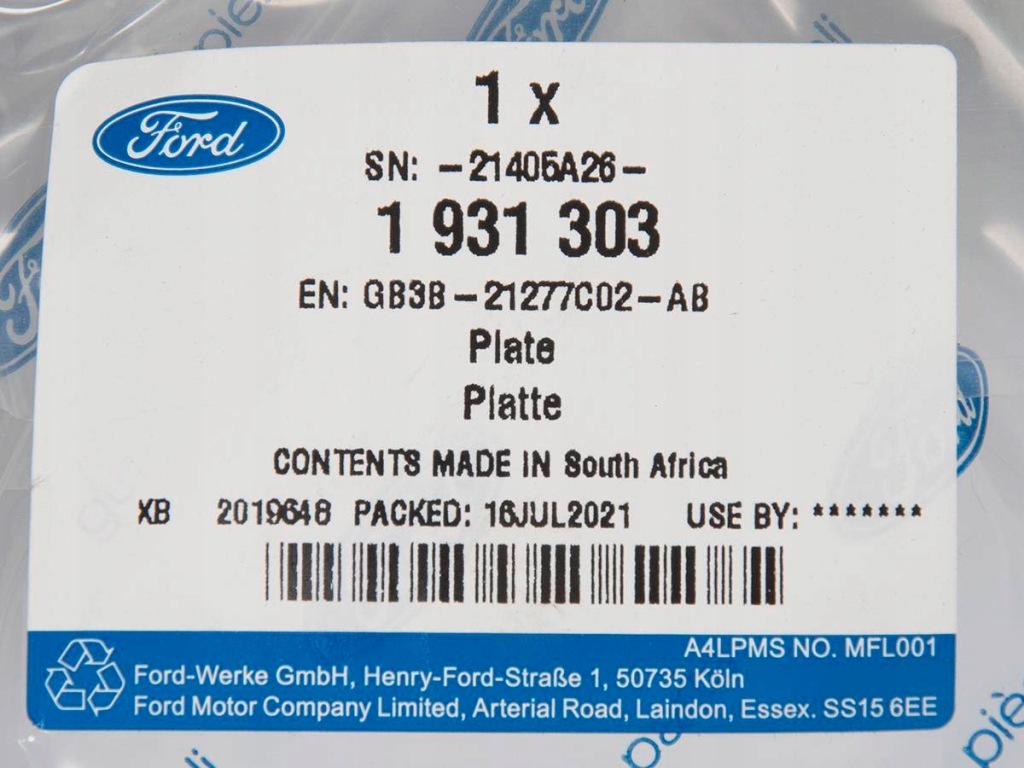 Ford
1 x
SN: -21405A26-
1 931 303
EN: GB3B-21277C02-AB
Plate
Platte
CONTENTS MADE IN South Africa
XB 2019648 PACKED: 16JUL2021 USE BY: *******
A4LPMS NO. MFL001
Ford-Werke GmbH, Henry-Ford-Straße 1, 50735 Köln
Ford Motor Company Limited, Arterial Road, Laindon, Essex. SS15 6EE